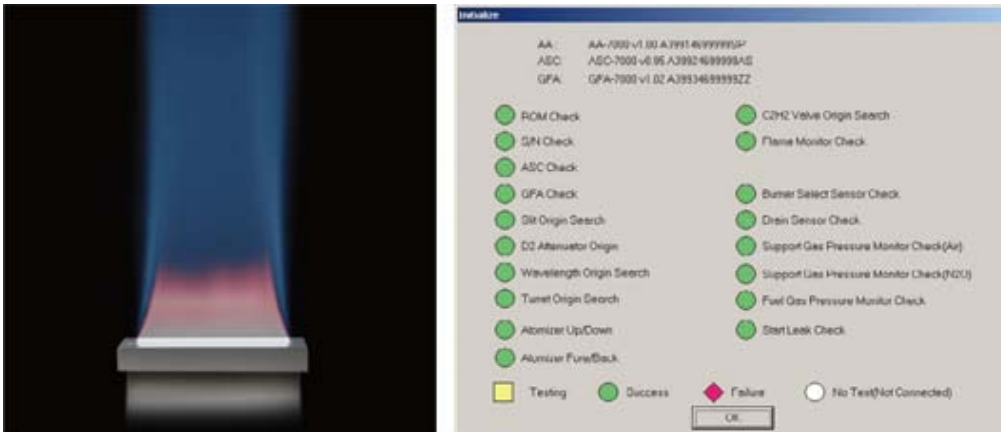 Initialize
AA: AA-7000 v1.00 A39914699999SP
ASC: ASC-7000 v0.95 A39924699999AS
GFA: GFA-7000 v1.02 A39934699999ZZ
ROM Check
S/N Check
ASC Check
GFA Check
Slit Origin Search
D2 Attenuator Origin
Wavelength Origin Search
Turret Origin Search
Atomizer Up/Down
Atomizer Fore/Back
C2H2 Valve Origin Search
Flame Monitor Check
Burner Select Sensor Check
Drain Sensor Check
Support Gas Pressure Monitor Check(Air)
Support Gas Pressure Monitor Check(N2O)
Fuel Gas Pressure Monitor Check
Start Leak Check
Testing
Success
Failure
No Test(Not Connected)
OK